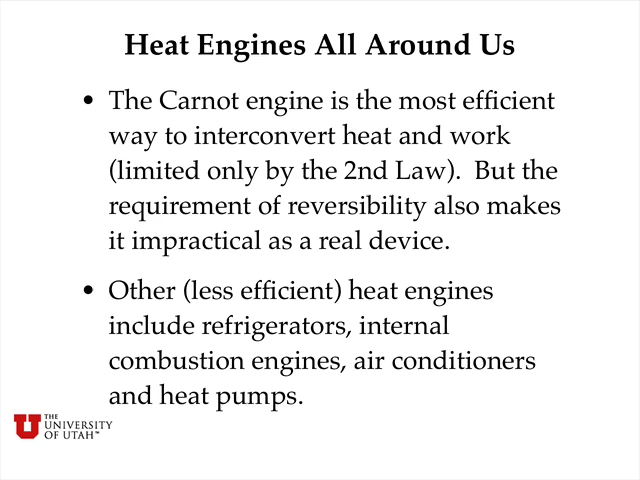 Heat Engines All Around Us
• The Carnot engine is the most efficient
way to interconvert heat and work
(limited only by the 2nd Law).  But the
requirement of reversibility also makes
it impractical as a real device.
• Other (less efficient) heat engines
include refrigerators, internal
combustion engines, air conditioners
and heat pumps.
THE
UNIVERSITY
OF UTAH™